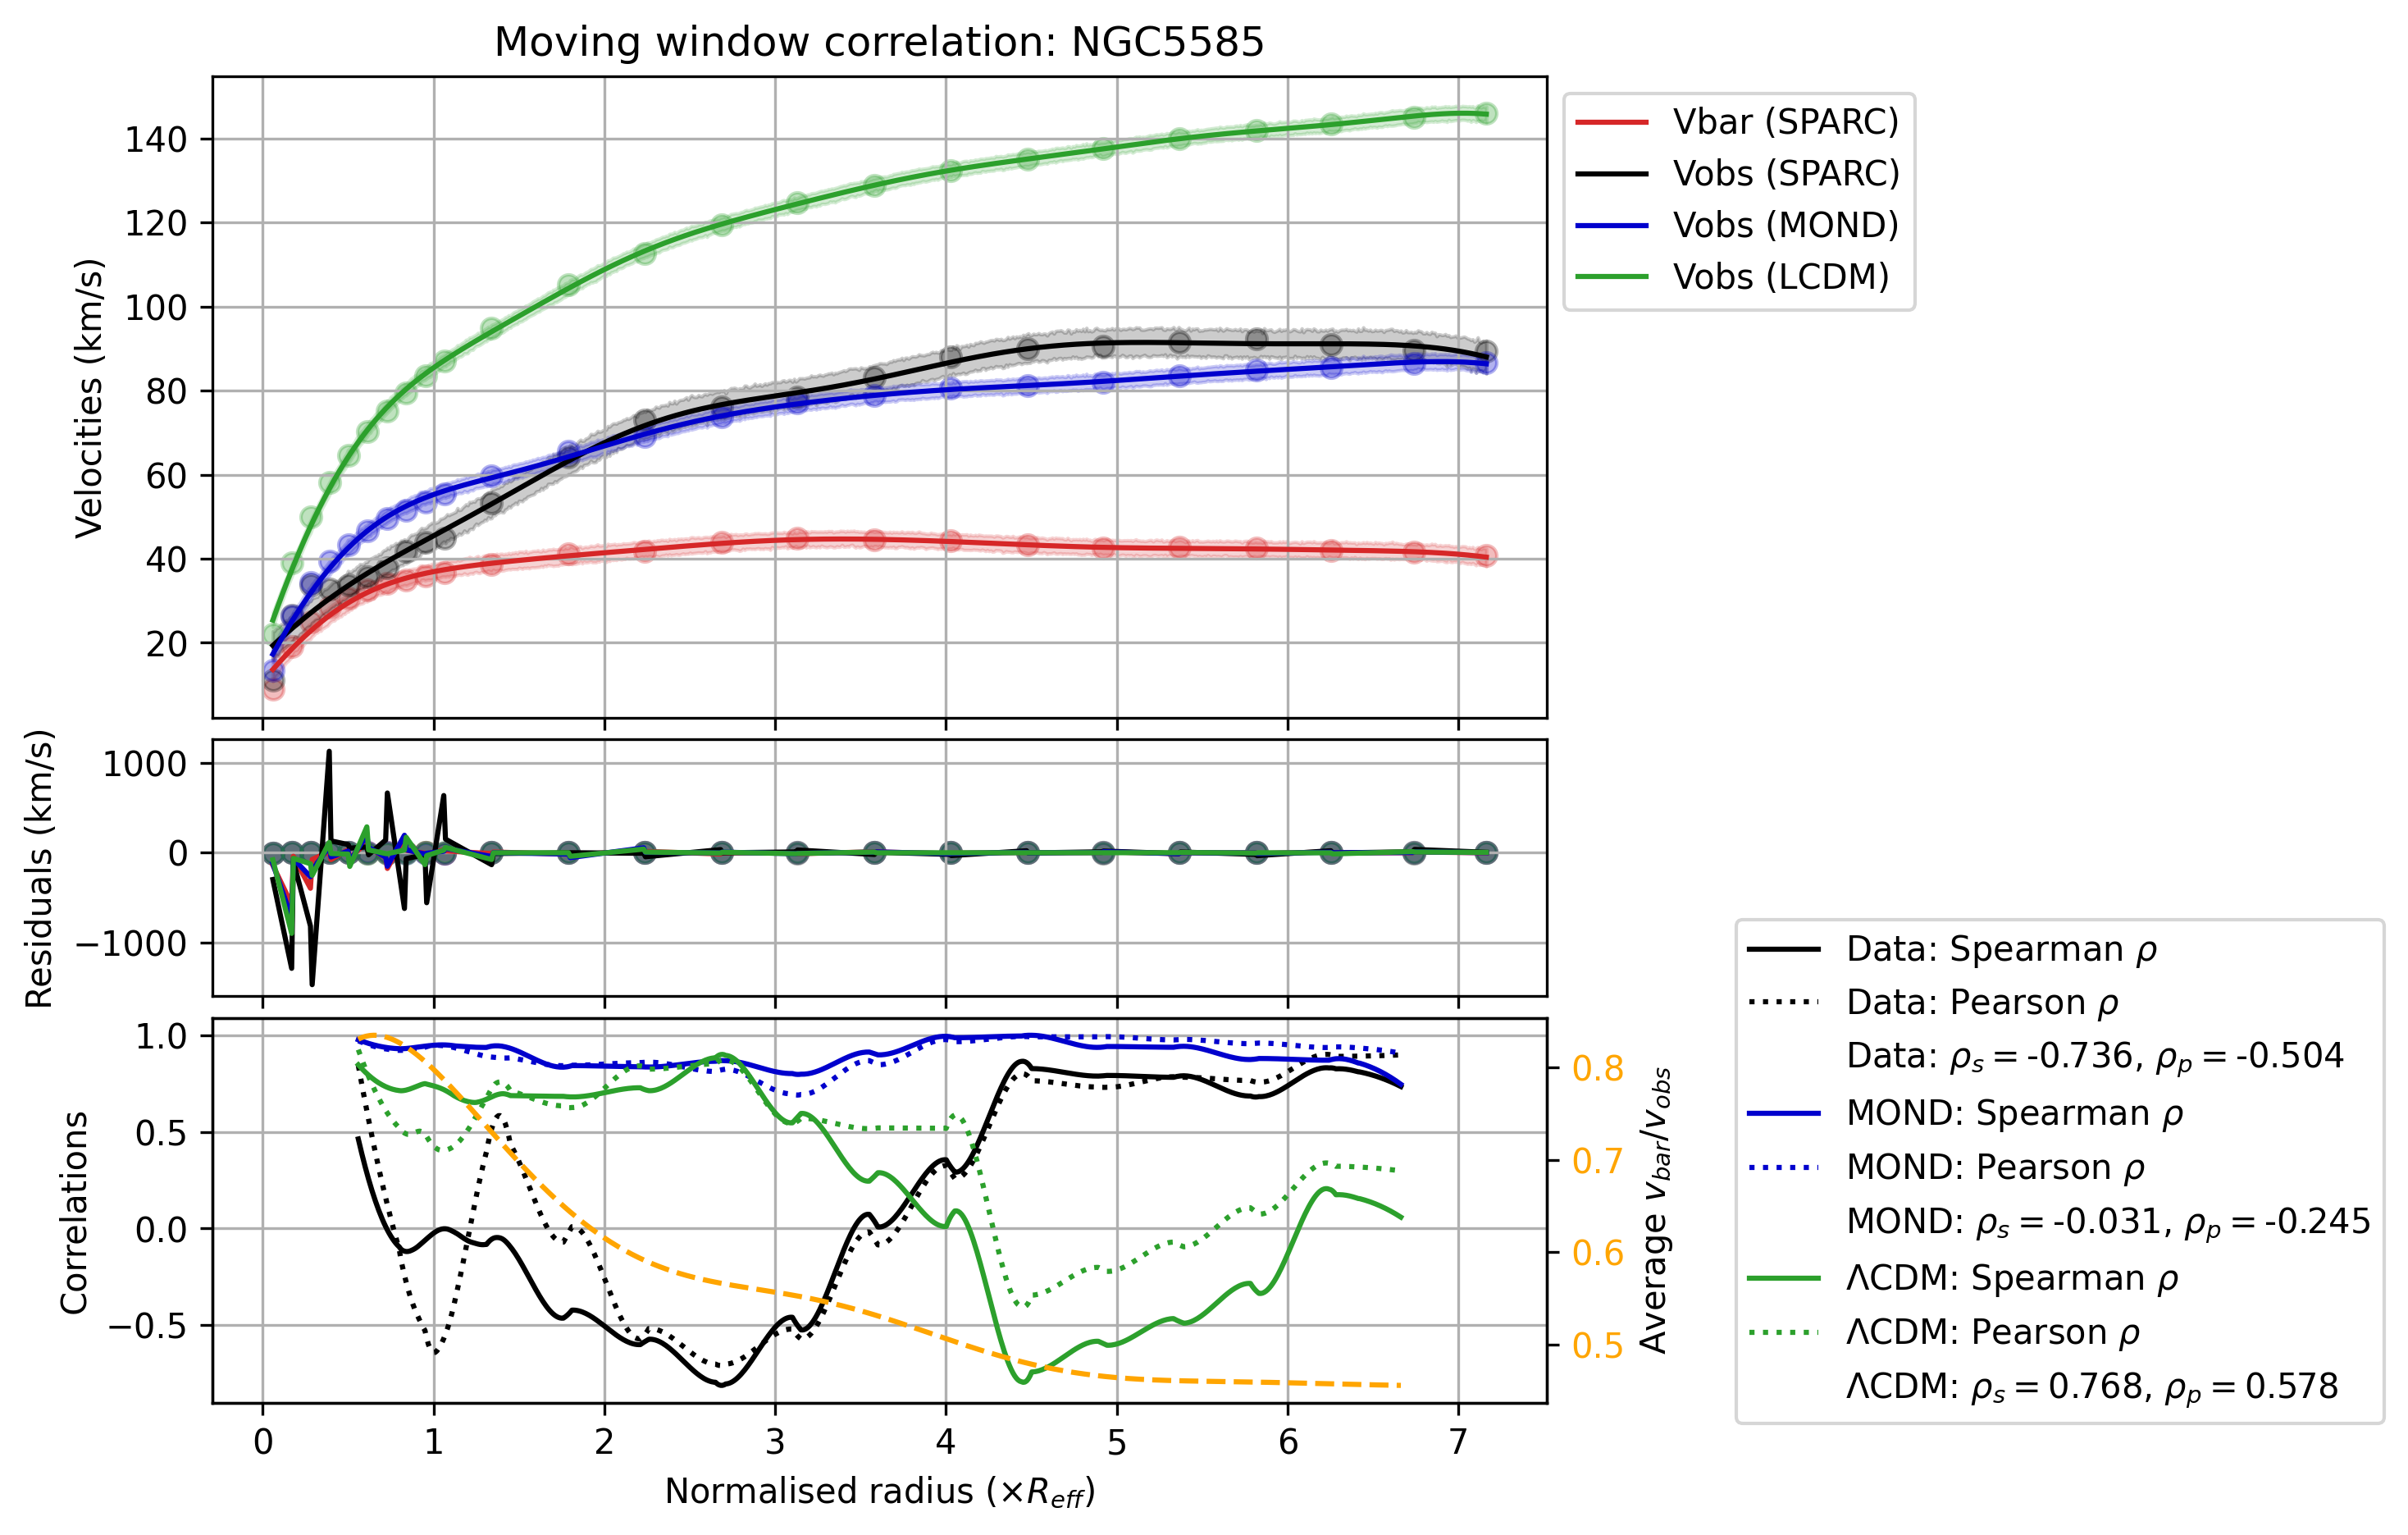 Moving window correlation: NGC5585
Velocities (km/s)
140
120
100
80
60
40
20
Vbar (SPARC)
Vobs (SPARC)
Vobs (MOND)
Vobs (LCDM)
Residuals (km/s)
1000
0
−1000
Correlations
1.0
0.5
0.0
−0.5
0.8
0.7
0.6
0.5
Average v_bar/v_obs
0 1 2 3 4 5 6 7
Normalised radius (×R_eff)
Data: Spearman ρ
Data: Pearson ρ
Data: ρ_s = -0.736, ρ_p = -0.504
MOND: Spearman ρ
MOND: Pearson ρ
MOND: ρ_s = -0.031, ρ_p = -0.245
ΛCDM: Spearman ρ
ΛCDM: Pearson ρ
ΛCDM: ρ_s = 0.768, ρ_p = 0.578